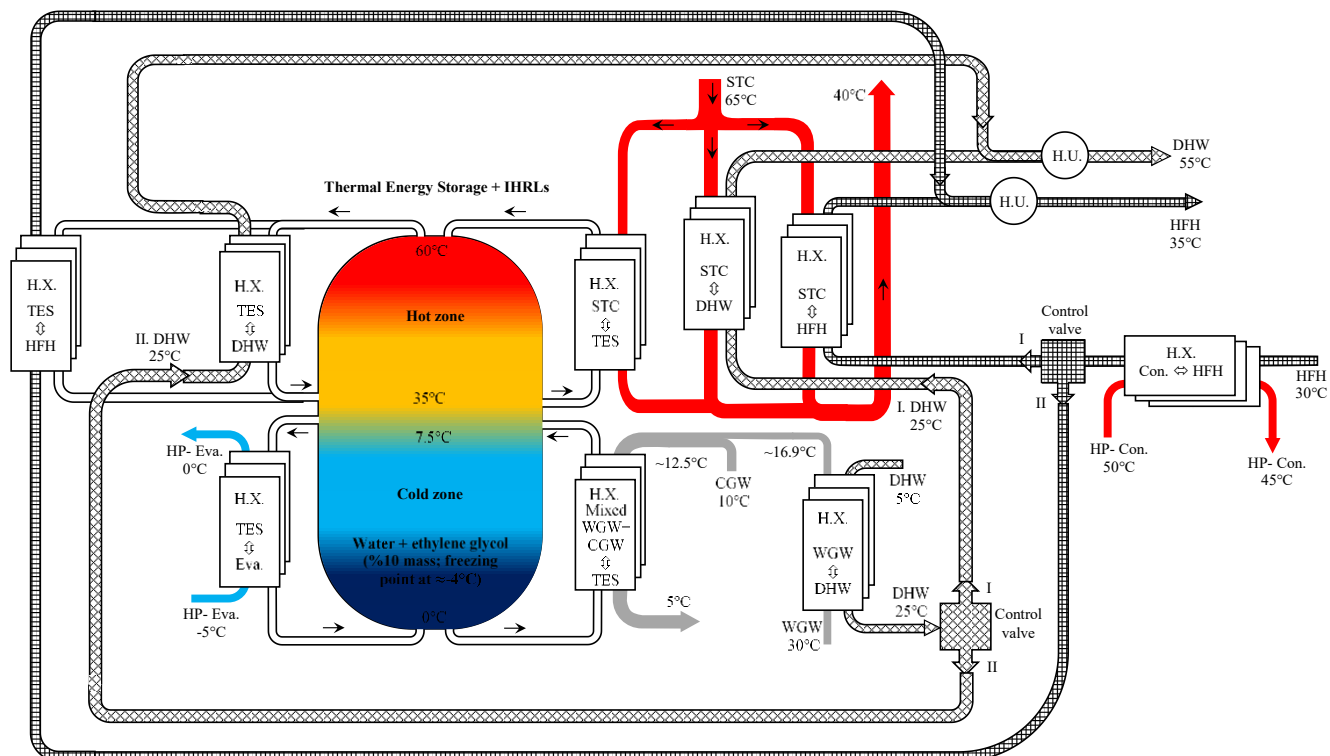 STC
65℃
40℃
H.U.
DHW
55℃
Thermal Energy Storage + IHRLs
H.U.
HFH
35℃
H.X.
TES
⇕
HFH
H.X.
TES
⇕
DHW
60℃
Hot zone
35℃
7.5℃
Cold zone
Water + ethylene glycol
(%10 mass; freezing
point at ≈-4℃)
0℃
H.X.
STC
⇕
TES
H.X.
STC
⇕
DHW
H.X.
STC
⇕
HFH
II. DHW
25℃
Control
valve
I
II
H.X.
Con. ⇔ HFH
HFH
30℃
HP- Con.
50℃
HP- Con.
45℃
I. DHW
25℃
HP- Eva.
0℃
H.X.
TES
⇕
Eva.
HP- Eva.
-5℃
H.X.
Mixed
WGW−
CGW
⇕
TES
~12.5℃
~16.9℃
CGW
10℃
DHW
5℃
H.X.
WGW
⇕
DHW
5℃
WGW
30℃
DHW
25℃
I
Control
valve
II